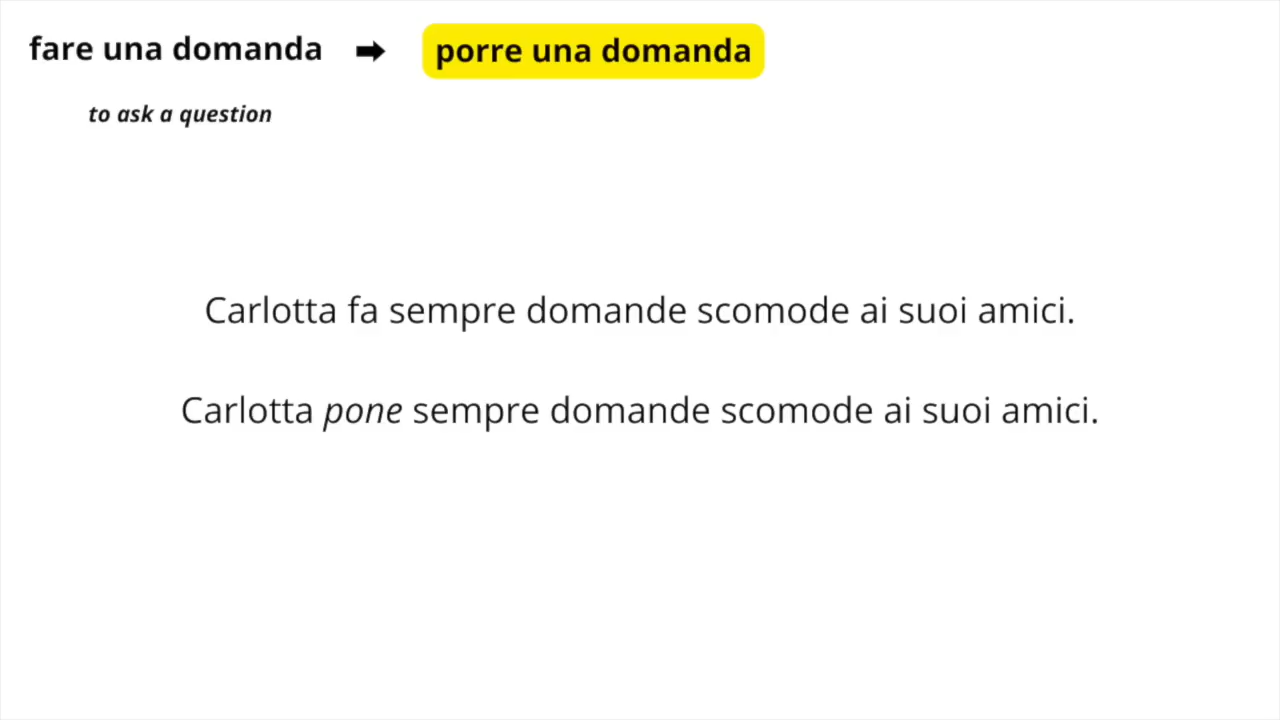 fare una domanda ➡ porre una domanda
to ask a question
Carlotta fa sempre domande scomode ai suoi amici.
Carlotta pone sempre domande scomode ai suoi amici.